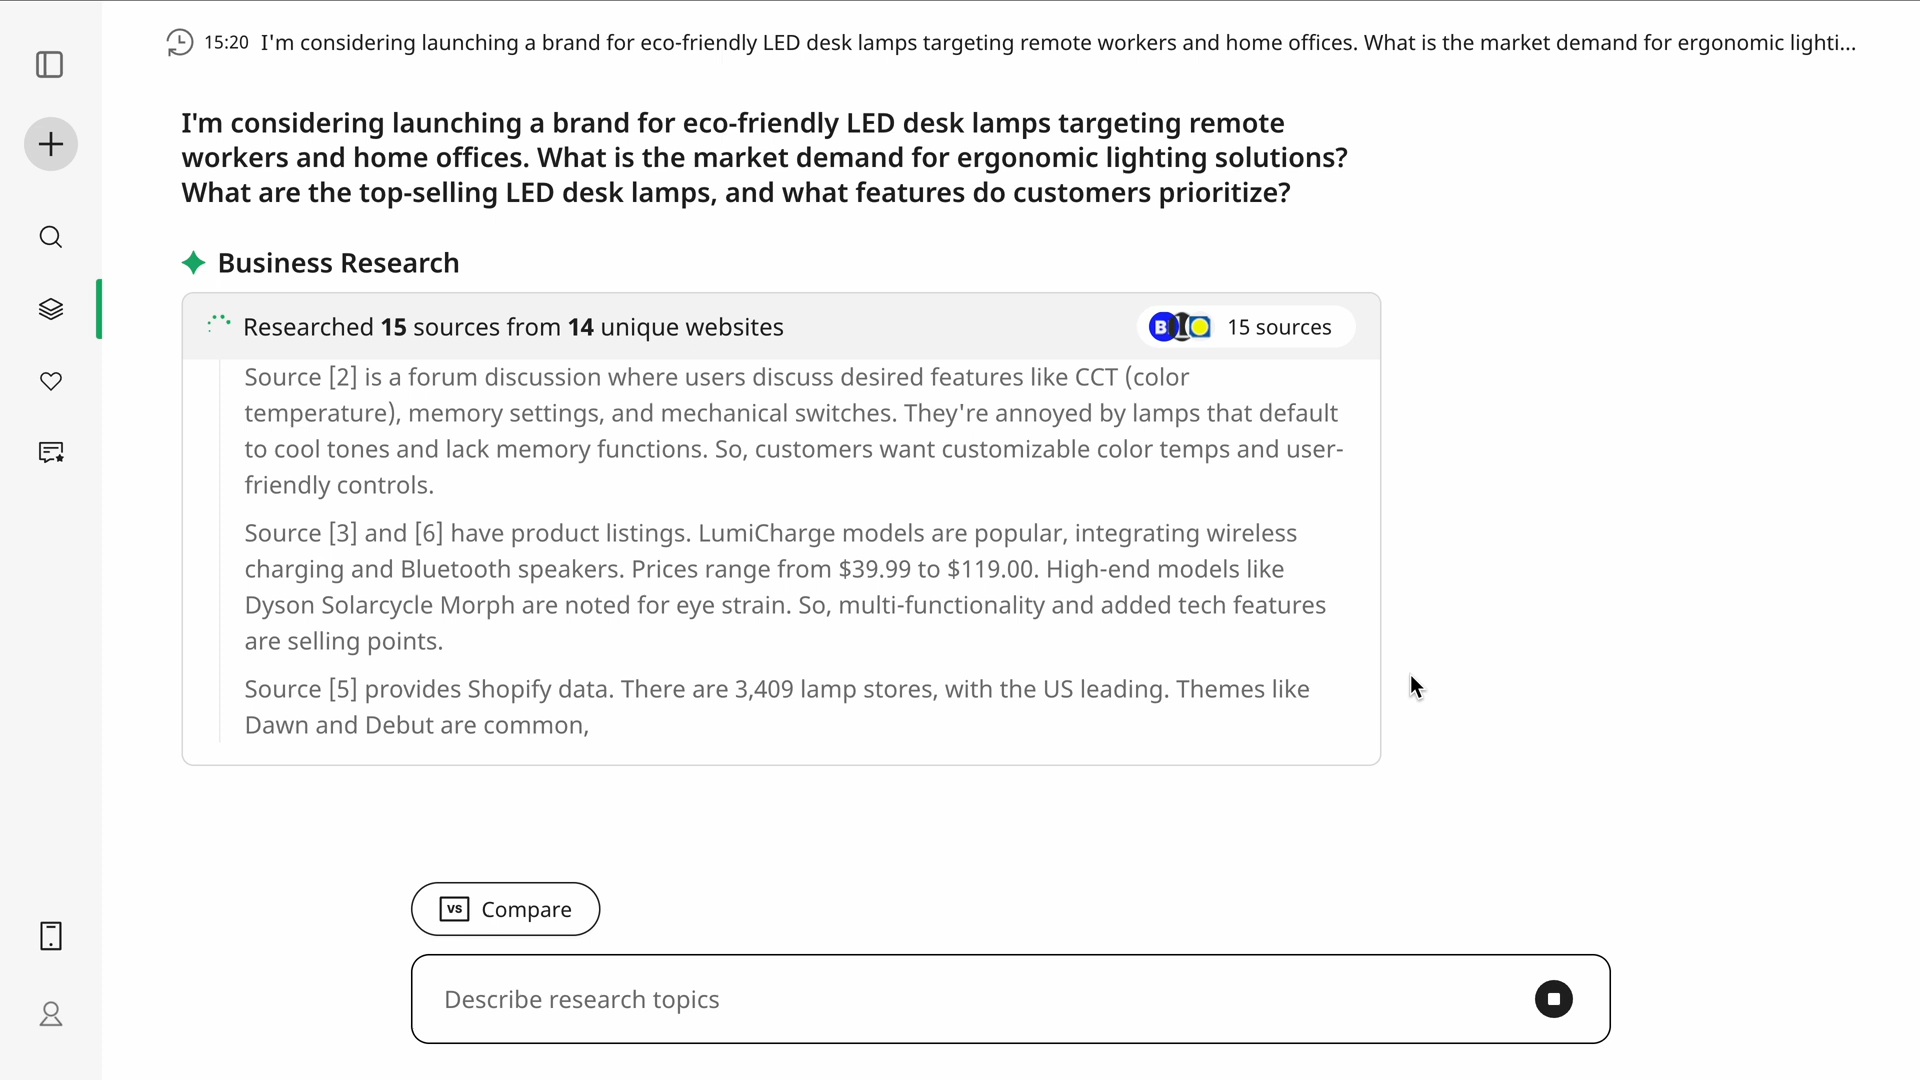 15:20 I'm considering launching a brand for eco-friendly LED desk lamps targeting remote workers and home offices. What is the market demand for ergonomic lighti...
I'm considering launching a brand for eco-friendly LED desk lamps targeting remote
workers and home offices. What is the market demand for ergonomic lighting solutions?
What are the top-selling LED desk lamps, and what features do customers prioritize?
Business Research
Researched 15 sources from 14 unique websites
B
15 sources
Source [2] is a forum discussion where users discuss desired features like CCT (color
temperature), memory settings, and mechanical switches. They're annoyed by lamps that default
to cool tones and lack memory functions. So, customers want customizable color temps and user-
friendly controls.
Source [3] and [6] have product listings. LumiCharge models are popular, integrating wireless
charging and Bluetooth speakers. Prices range from $39.99 to $119.00. High-end models like
Dyson Solarcycle Morph are noted for eye strain. So, multi-functionality and added tech features
are selling points.
Source [5] provides Shopify data. There are 3,409 lamp stores, with the US leading. Themes like
Dawn and Debut are common,
VS Compare
Describe research topics